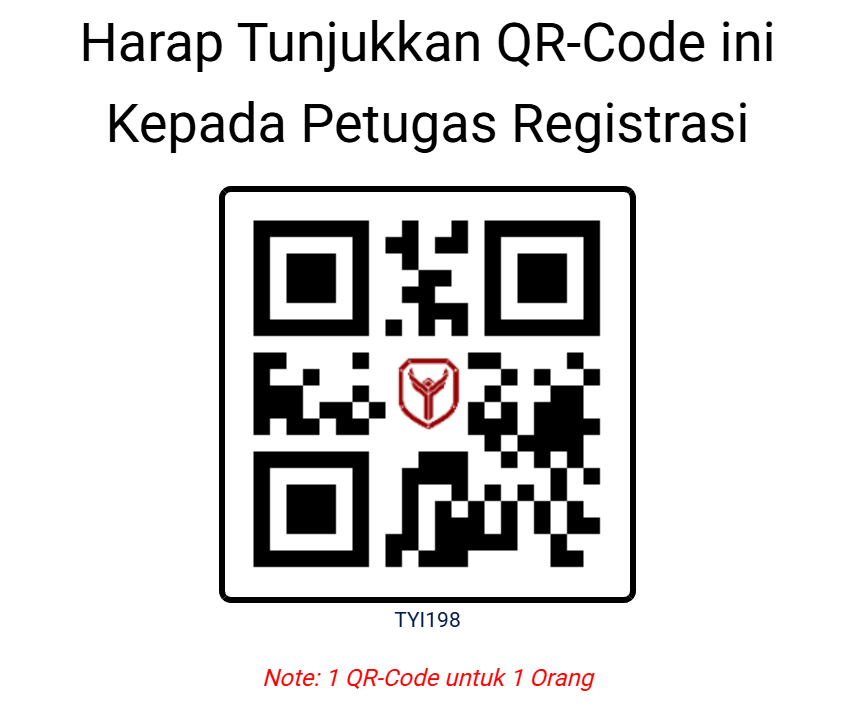 Harap Tunjukkan QR-Code ini
Kepada Petugas Registrasi
TYI198
Note: 1 QR-Code untuk 1 Orang